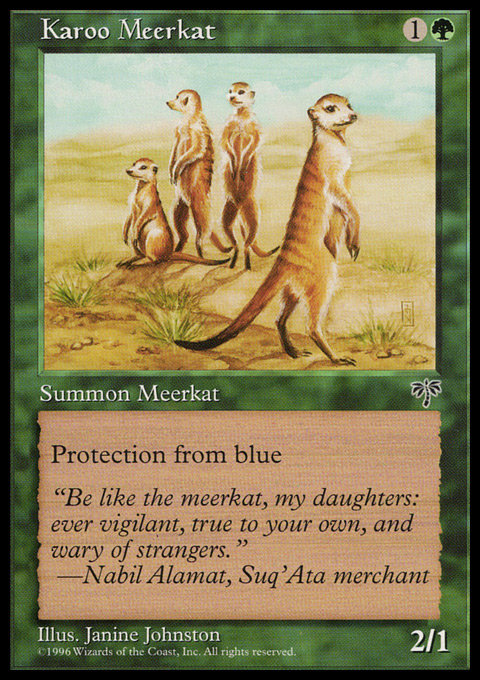 Karoo Meerkat 1
Summon Meerkat
Protection from blue
“Be like the meerkat, my daughters:
ever vigilant, true to your own, and
wary of strangers.”
—Nabil Alamat, Suq’Ata merchant
Illus. Janine Johnston
©1996 Wizards of the Coast, Inc. All rights reserved.
2/1